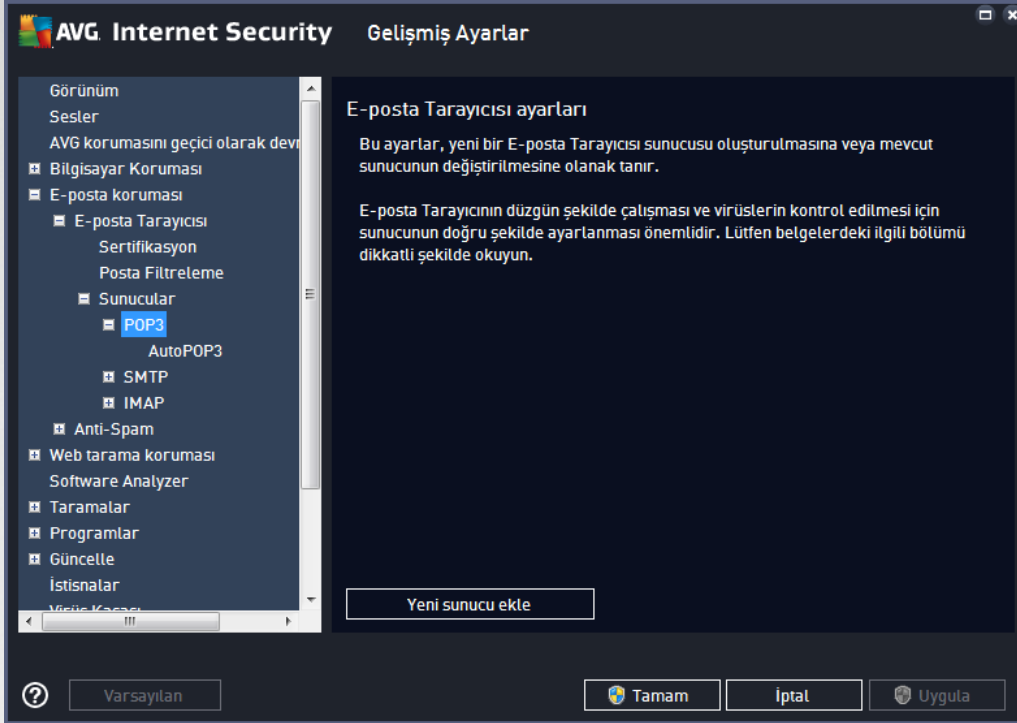 AVG. Internet Security Gelişmiş Ayarlar
Görünüm
Sesler
AVG korumasını geçici olarak devr
Bilgisayar Koruması
E-posta koruması
E-posta Tarayıcısı
Sertifikasyon
Posta Filtreleme
Sunucular
POP3
AutoPOP3
SMTP
IMAP
Anti-Spam
Web tarama koruması
Software Analyzer
Taramalar
Programlar
Güncelle
İstisnalar
Virüs Kasası
E-posta Tarayıcısı ayarları
Bu ayarlar, yeni bir E-posta Tarayıcısı sunucusu oluşturulmasına veya mevcut
sunucunun değiştirilmesine olanak tanır.
E-posta Tarayıcının düzgün şekilde çalışması ve virüslerin kontrol edilmesi için
sunucunun doğru şekilde ayarlanması önemlidir. Lütfen belgelerdeki ilgili bölümü
dikkatli şekilde okuyun.
Yeni sunucu ekle
Varsayılan
Tamam
İptal
Uygula